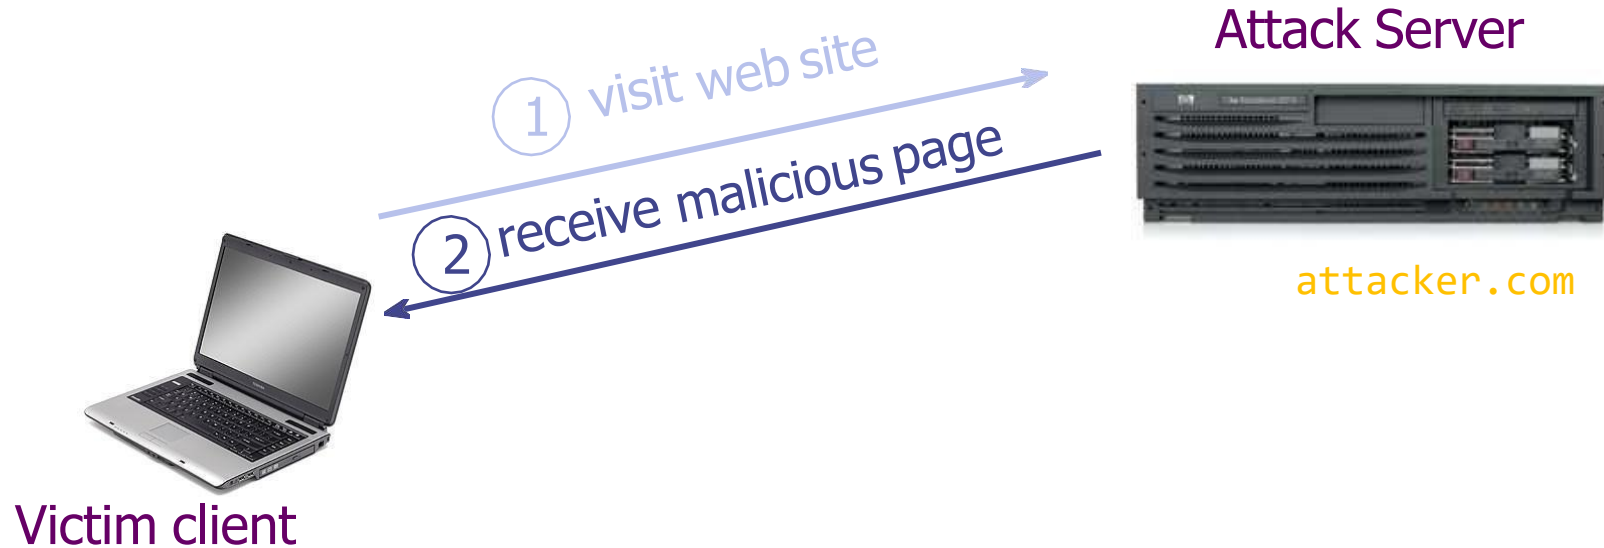 Attack Server
1 visit web site
2 receive malicious page
attacker.com
Victim client